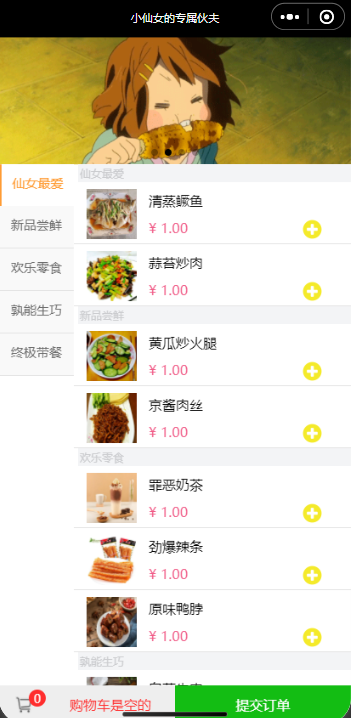 小仙女的专属伙夫
仙女最爱
新品尝鲜
欢乐零食
孰能生巧
终极带餐
仙女最爱
清蒸鳜鱼
¥ 1.00
蒜苔炒肉
¥ 1.00
新品尝鲜
黄瓜炒火腿
¥ 1.00
京酱肉丝
¥ 1.00
欢乐零食
罪恶奶茶
¥ 1.00
劲爆辣条
¥ 1.00
原味鸭脖
¥ 1.00
孰能生巧
0
购物车是空的
提交订单